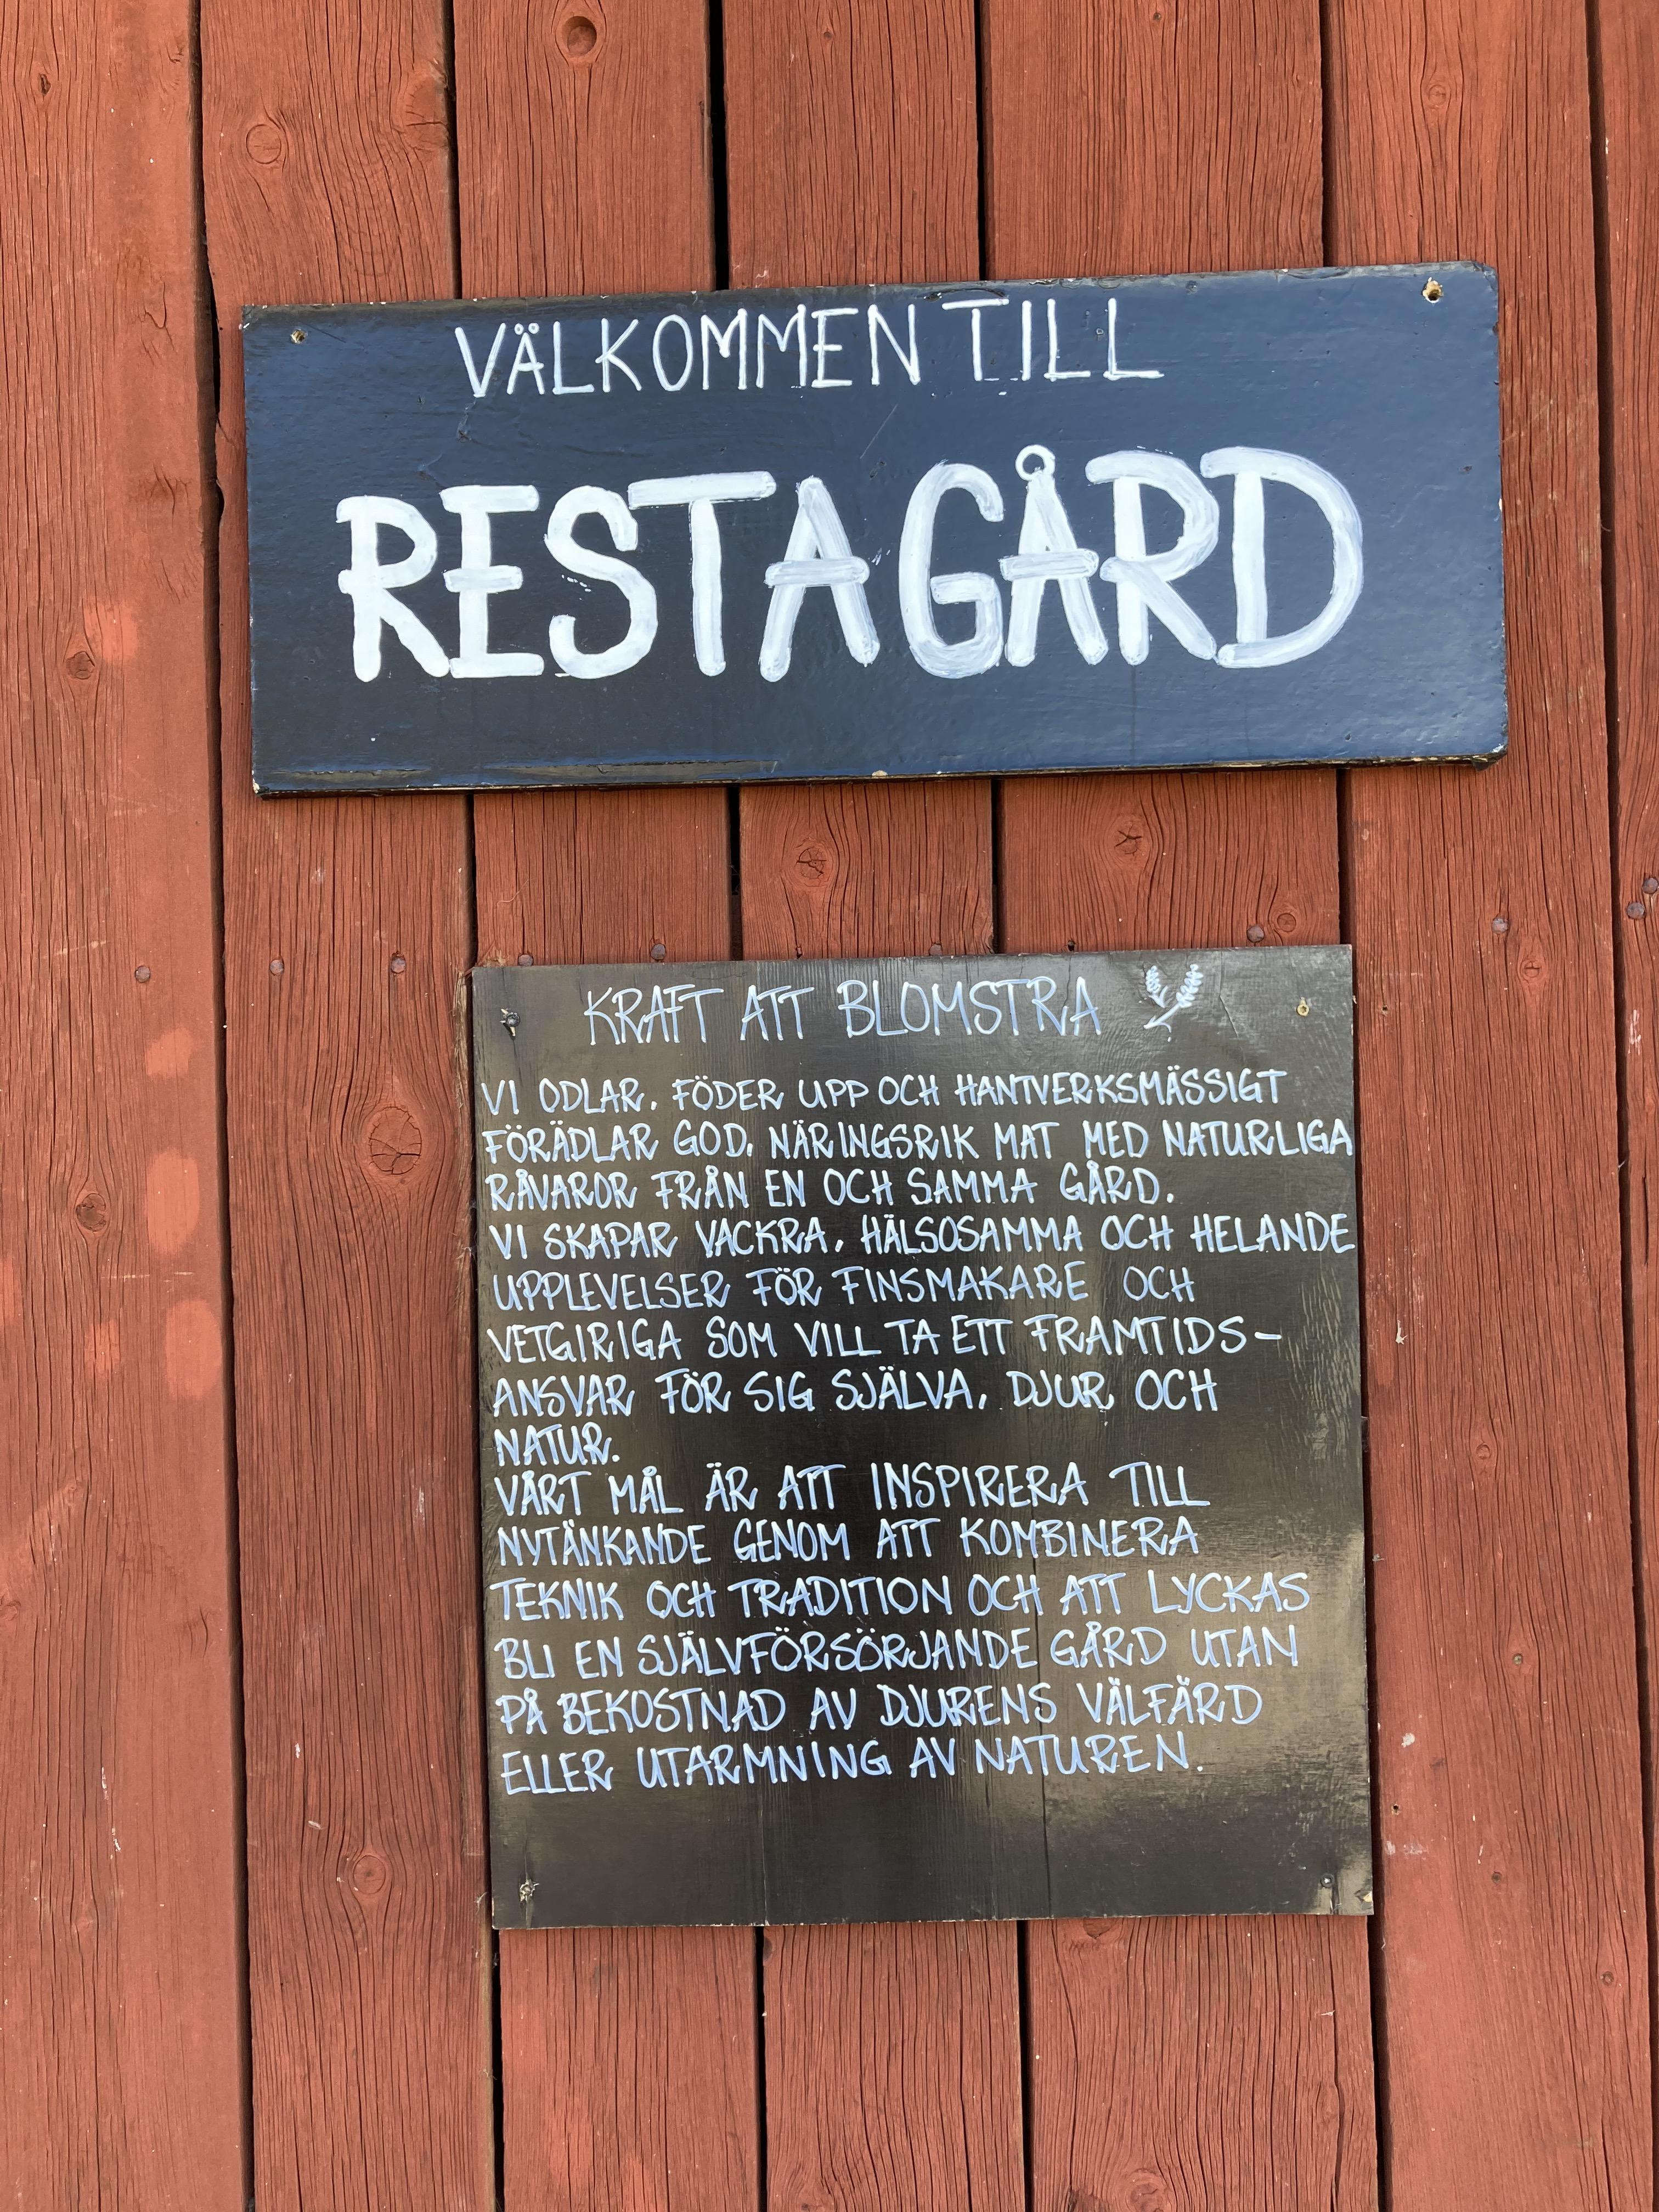 VÄLKOMMEN TILL
RESTA GÅRD
KRAFT ATT BLOMSTRA
VI ODLAR, FÖDER UPP OCH HANTVERKSMÄSSIGT
FÖRÄDLAR GOD, NÄRINGSRIK MAT MED NATURLIGA
RÅVAROR FRÅN EN OCH SAMMA GÅRD.
VI SKAPAR VACKRA, HÄLSOSAMMA OCH HELANDE
UPPLEVELSER FÖR FINSMAKARE OCH
VETGIRIGA SOM VILL TA ETT FRAMTIDS-
ANSVAR FÖR SIG SJÄLVA, DJUR OCH
NATUR.
VÅRT MÅL ÄR ATT INSPIRERA TILL
NYTÄNKANDE GENOM ATT KOMBINERA
TEKNIK OCH TRADITION OCH ATT LYCKAS
BLI EN SJÄLVFÖRSÖRJANDE GÅRD UTAN
PÅ BEKOSTNAD AV DJURENS VÄLFÄRD
ELLER UTARMNING AV NATUREN.